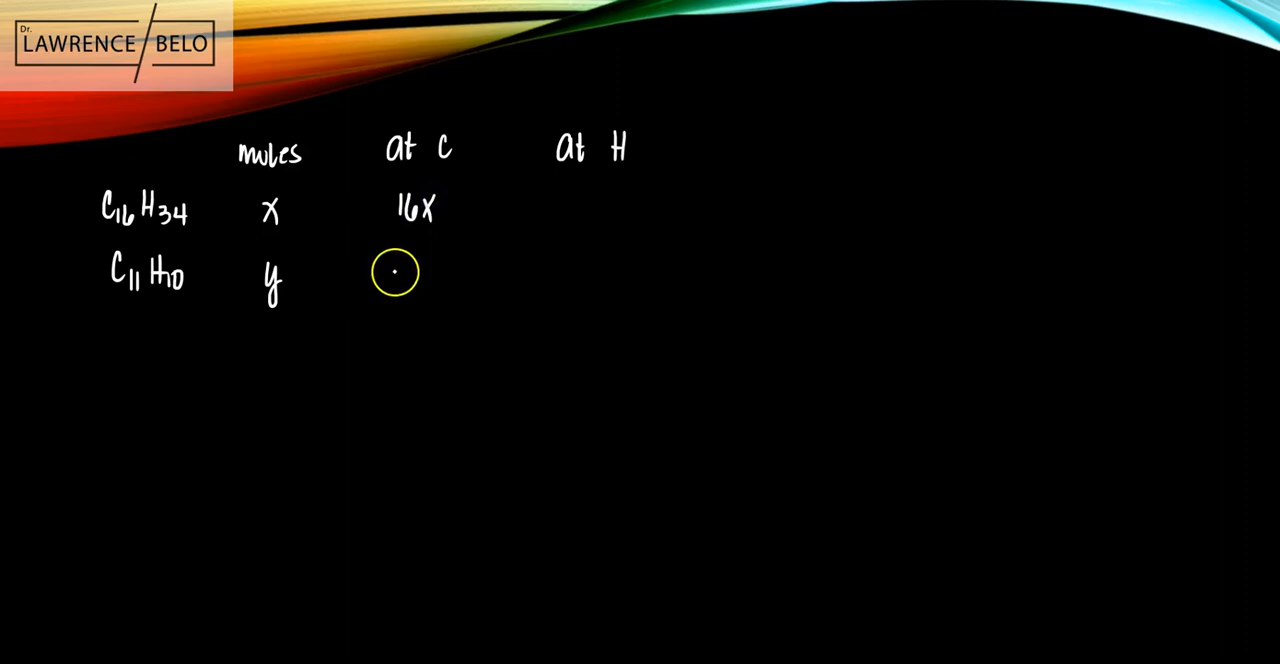 Dr.
LAWRENCE / BELO
moles at C at H
C16H34 x 16x
C11H10 y